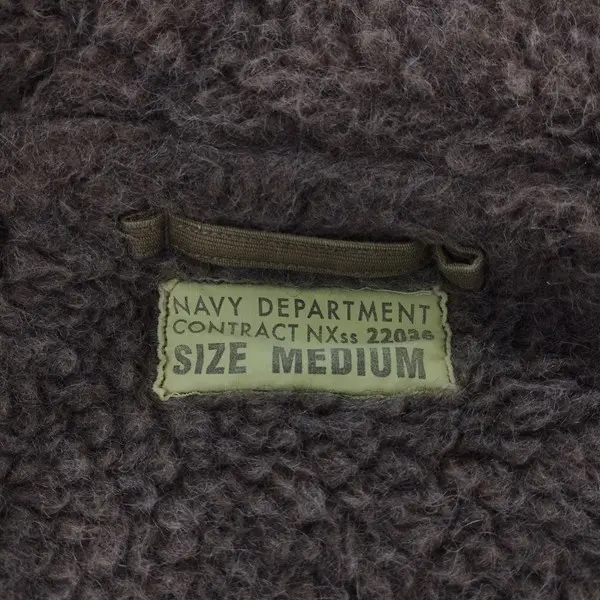 NAVY DEPARTMENT
CONTRACT NXss 22036
SIZE MEDIUM